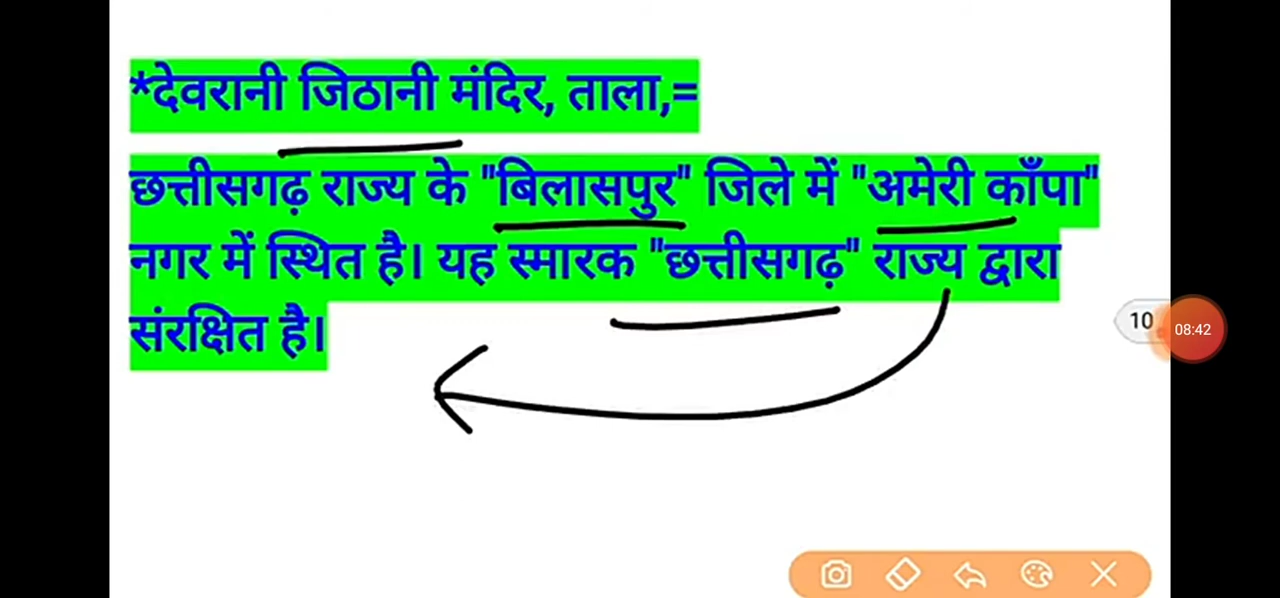 *देवरानी जिठानी मंदिर, ताला,=
छत्तीसगढ़ राज्य के "बिलासपुर" जिले में "अमेरी काँपा"
नगर में स्थित है। यह स्मारक "छत्तीसगढ़" राज्य द्वारा
संरक्षित है।
10
08:42